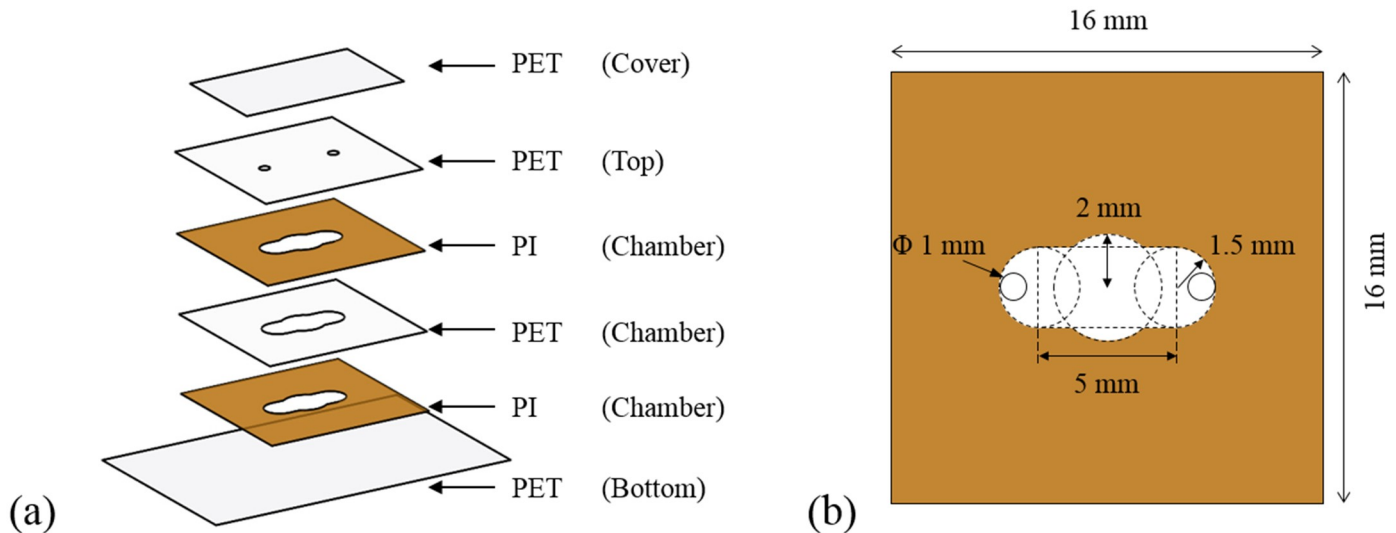 PET (Cover)
PET (Top)
PI (Chamber)
PET (Chamber)
PI (Chamber)
PET (Bottom)
(a)
16 mm
2 mm
Φ 1 mm
1.5 mm
16 mm
5 mm
(b)